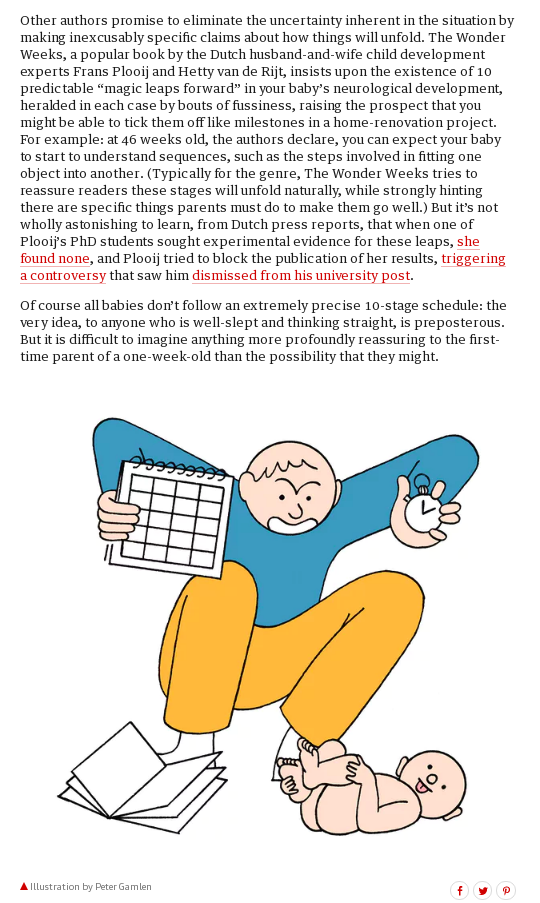 Other authors promise to eliminate the uncertainty inherent in the situation by
making inexcusably specific claims about how things will unfold. The Wonder
Weeks, a popular book by the Dutch husband-and-wife child development
experts Frans Plooij and Hetty van de Rijt, insists upon the existence of 10
predictable “magic leaps forward” in your baby’s neurological development,
heralded in each case by bouts of fussiness, raising the prospect that you
might be able to tick them off like milestones in a home-renovation project.
For example: at 46 weeks old, the authors declare, you can expect your baby
to start to understand sequences, such as the steps involved in fitting one
object into another. (Typically for the genre, The Wonder Weeks tries to
reassure readers these stages will unfold naturally, while strongly hinting
there are specific things parents must do to make them go well.) But it’s not
wholly astonishing to learn, from Dutch press reports, that when one of
Plooij’s PhD students sought experimental evidence for these leaps, she
found none, and Plooij tried to block the publication of her results, triggering
a controversy that saw him dismissed from his university post.
Of course all babies don’t follow an extremely precise 10-stage schedule: the
very idea, to anyone who is well-slept and thinking straight, is preposterous.
But it is difficult to imagine anything more profoundly reassuring to the first-
time parent of a one-week-old than the possibility that they might.
Illustration by Peter Gamlen